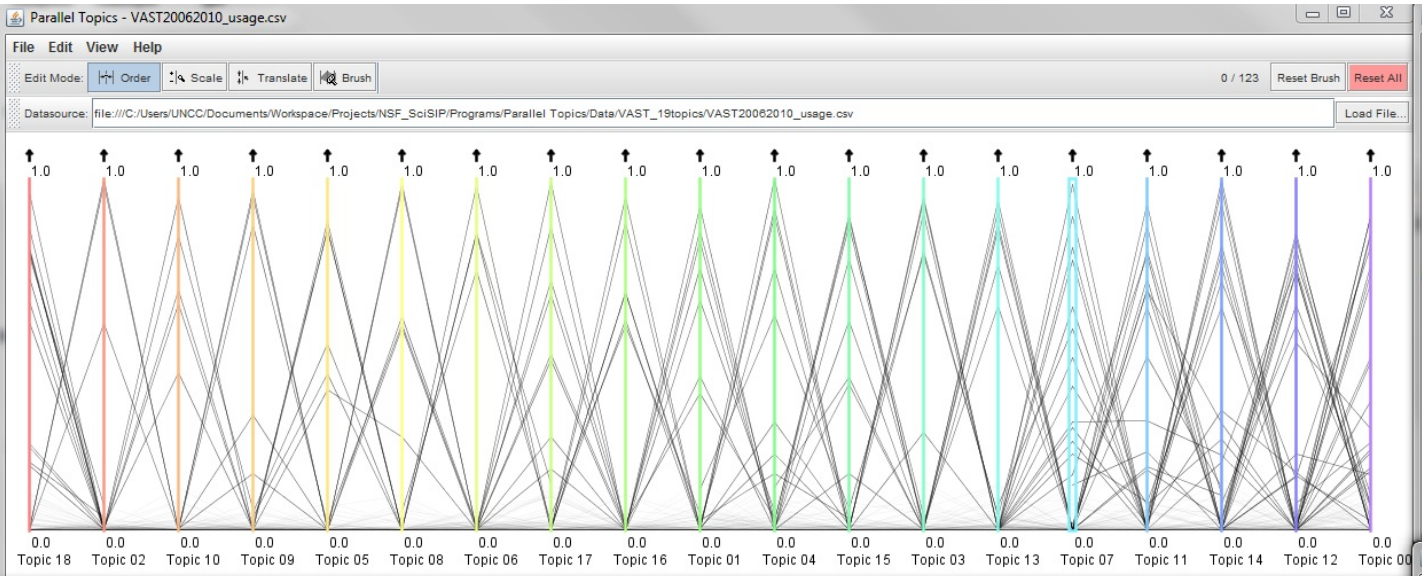 Parallel Topics - VAST20062010_usage.csv
File Edit View Help
Edit Mode: Order Scale Translate Brush 0 / 123 Reset Brush Reset All
Datasource: file:///C:/Users/UNCC/Documents/Workspace/Projects/NSF_SciSIP/Programs/Parallel Topics/Data/VAST_19topics/VAST20062010_usage.csv Load File...
1.0 1.0 1.0 1.0 1.0 1.0 1.0 1.0 1.0 1.0 1.0 1.0 1.0 1.0 1.0 1.0 1.0 1.0 1.0
0.0 0.0 0.0 0.0 0.0 0.0 0.0 0.0 0.0 0.0 0.0 0.0 0.0 0.0 0.0 0.0 0.0 0.0 0.0
Topic 18 Topic 02 Topic 10 Topic 09 Topic 05 Topic 08 Topic 06 Topic 17 Topic 16 Topic 01 Topic 04 Topic 15 Topic 03 Topic 13 Topic 07 Topic 11 Topic 14 Topic 12 Topic 00